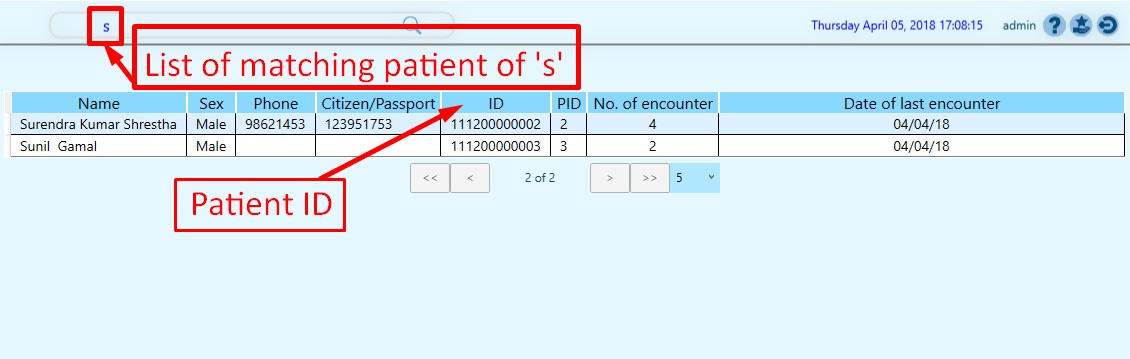 s
Thursday April 05, 2018 17:08:15 admin ?
List of matching patient of 's'
Name Sex Phone Citizen/Passport ID PID No. of encounter Date of last encounter
Surendra Kumar Shrestha Male 98621453 123951753 111200000002 2 4 04/04/18
Sunil Gamal Male 111200000003 3 2 04/04/18
<< < 2 of 2 > >> 5
Patient ID